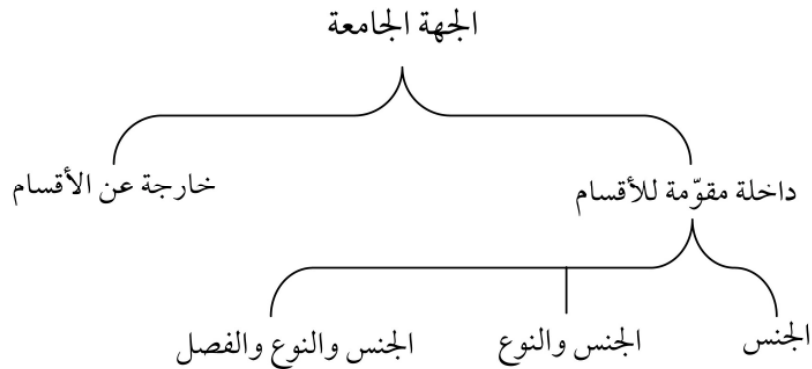 الجهة الجامعة
داخلة مقوّمة للأقسام
خارجة عن الأقسام
الجنس
الجنس والنوع
الجنس والنوع والفصل